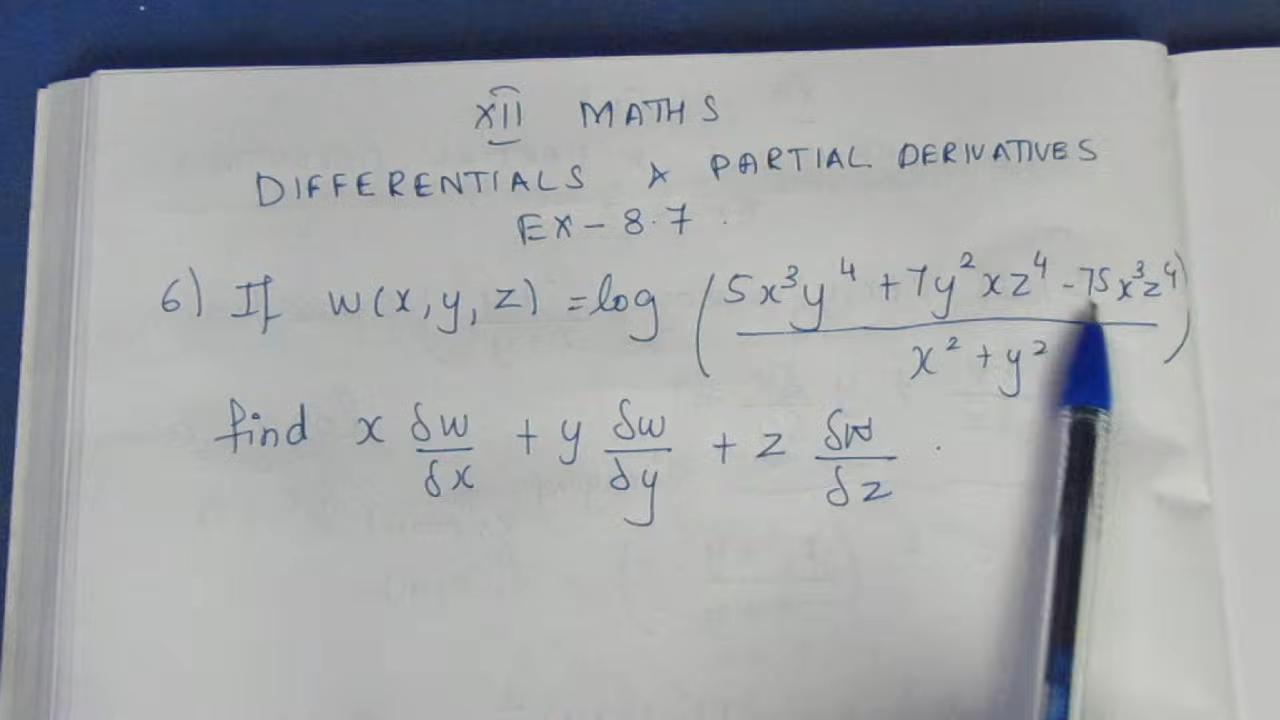 XII MATHS
DIFFERENTIALS & PARTIAL DERIVATIVES
EX - 8.7
6) If w(x, y, z) = log ( (5x³y⁴ + 7y²xz⁴ - 75x³z⁴) / (x² + y²) )
find x δw/δx + y δw/δy + z δw/δz .